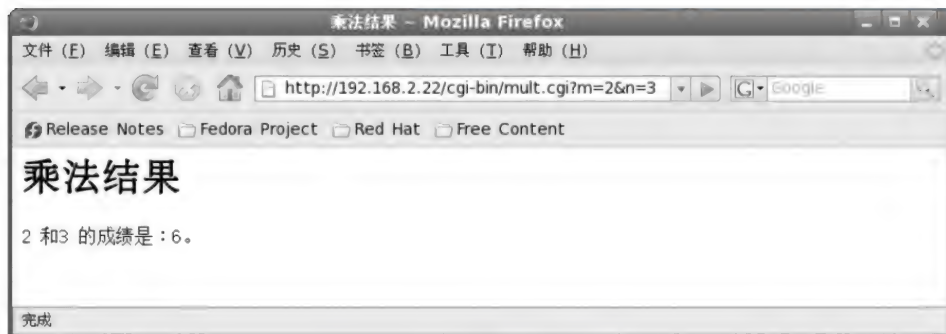 乘法结果 - Mozilla Firefox
文件 (F) 编辑 (E) 查看 (V) 历史 (S) 书签 (B) 工具 (T) 帮助 (H)
http://192.168.2.22/cgi-bin/mult.cgi?m=2&n=3 G Google
Release Notes Fedora Project Red Hat Free Content
乘法结果
2 和3 的成绩是：6。
完成